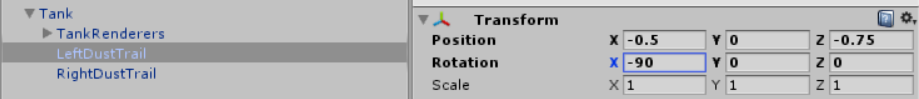 Tank
TankRenderers
LeftDustTrail
RightDustTrail
Transform
Position X -0.5 Y 0 Z -0.75
Rotation X -90 Y 0 Z 0
Scale X 1 Y 1 Z 1